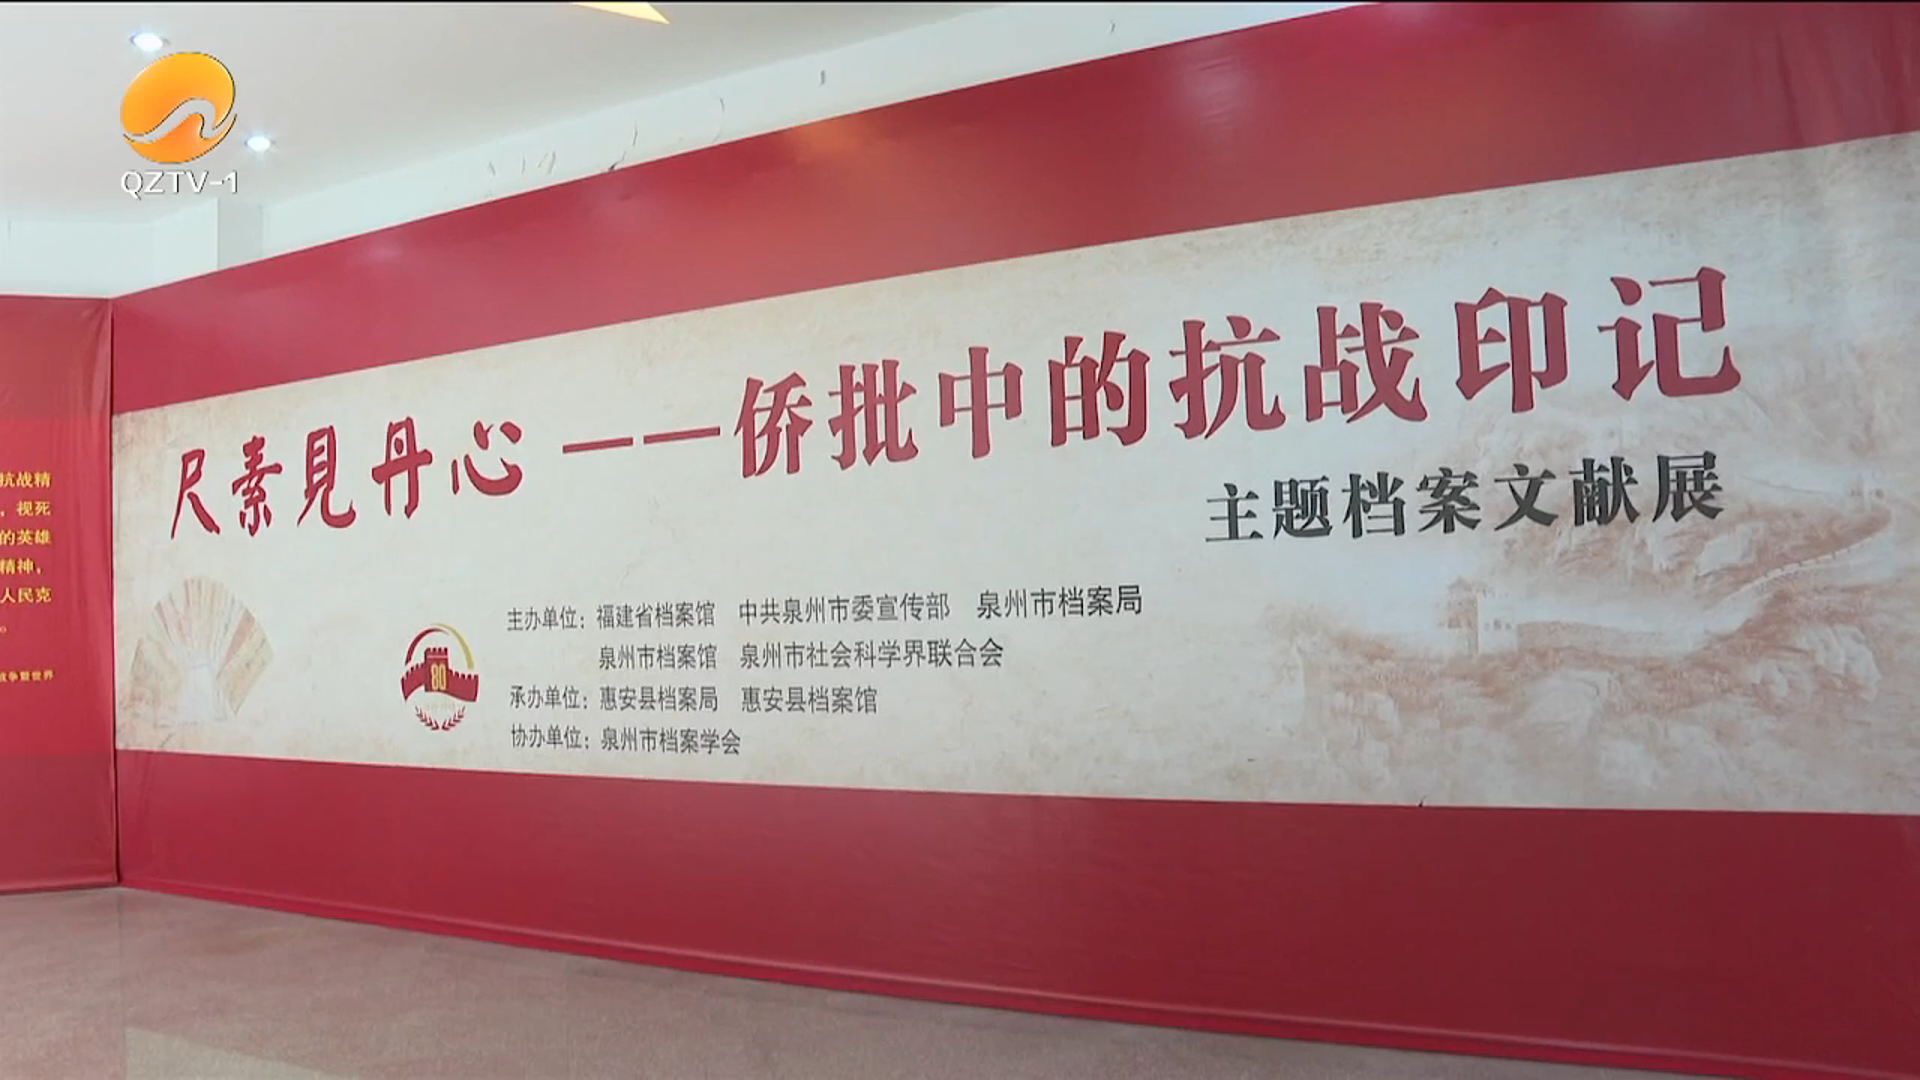 QZTV-1
抗战精
，视死
的英雄
精神，
人民克
。
战争暨世界
尺素見丹心——侨批中的抗战印记
主题档案文献展
主办单位：福建省档案馆 中共泉州市委宣传部 泉州市档案局
泉州市档案馆 泉州市社会科学界联合会
承办单位：惠安县档案局 惠安县档案馆
协办单位：泉州市档案学会
80